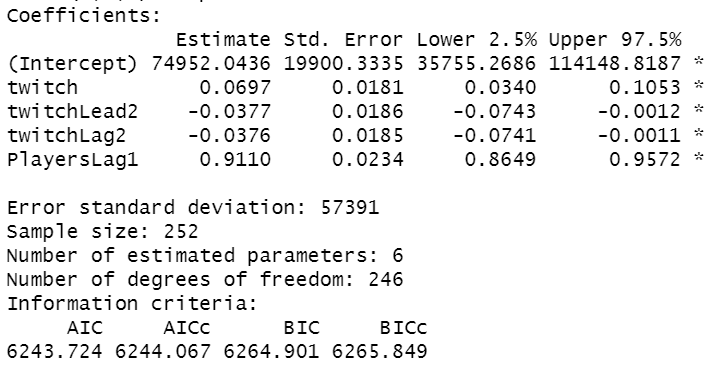 Coefficients:
Estimate Std. Error Lower 2.5% Upper 97.5%
(Intercept) 74952.0436 19900.3335 35755.2686 114148.8187 *
twitch 0.0697 0.0181 0.0340 0.1053 *
twitchLead2 -0.0377 0.0186 -0.0743 -0.0012 *
twitchLag2 -0.0376 0.0185 -0.0741 -0.0011 *
PlayersLag1 0.9110 0.0234 0.8649 0.9572 *
Error standard deviation: 57391
Sample size: 252
Number of estimated parameters: 6
Number of degrees of freedom: 246
Information criteria:
AIC AICc BIC BICc
6243.724 6244.067 6264.901 6265.849